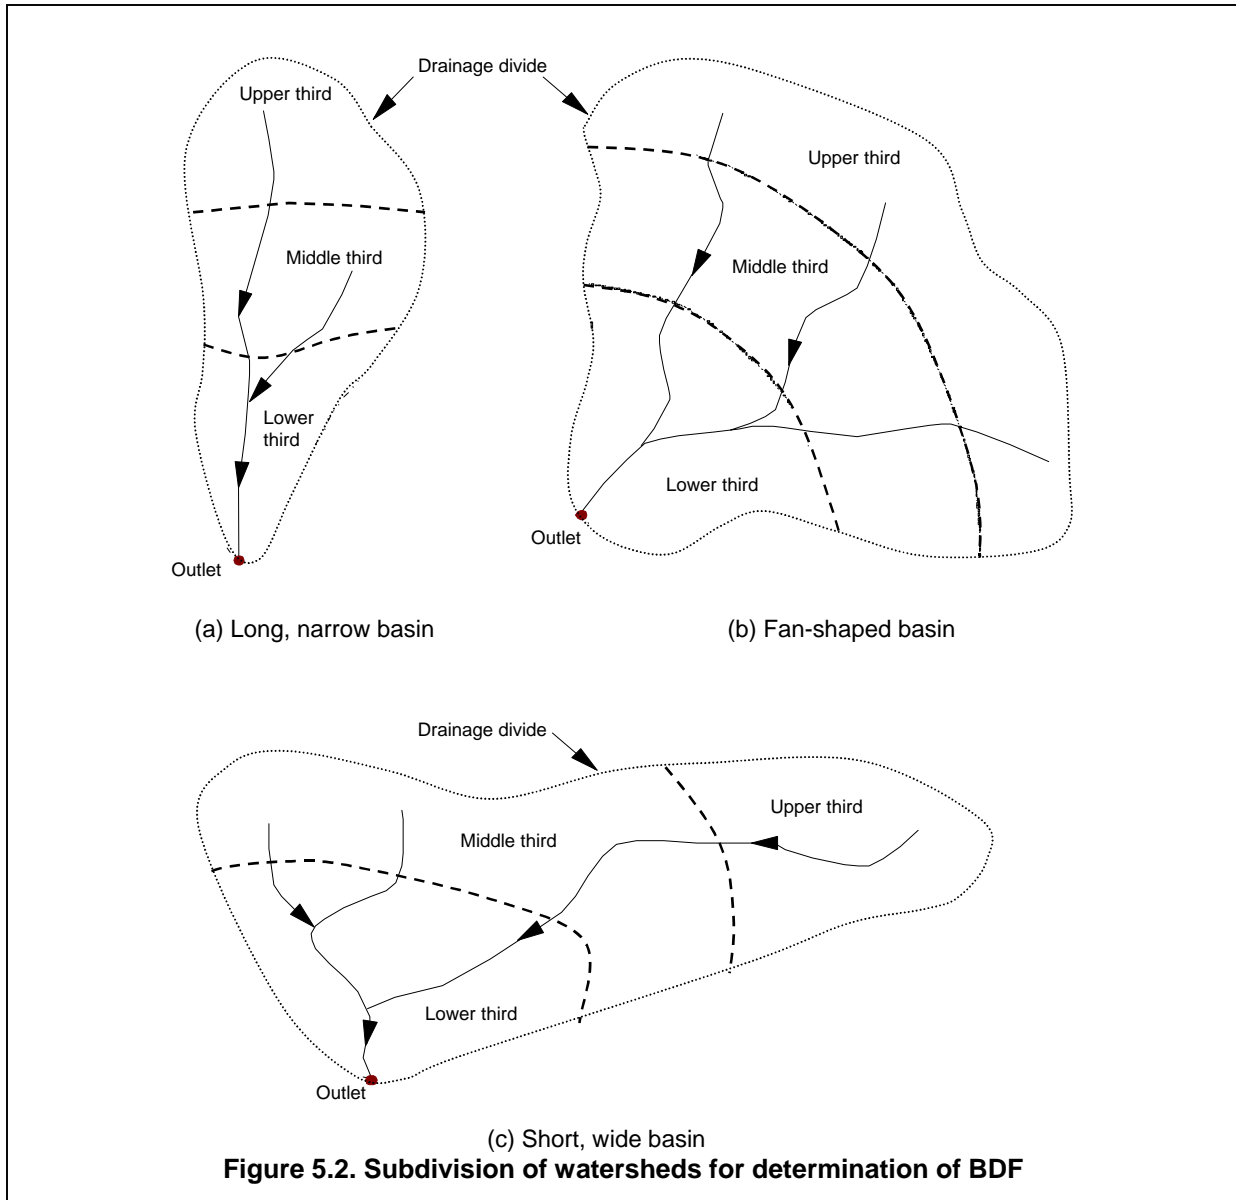 Drainage divide
Upper third
Middle third
Lower
third
Outlet
(a) Long, narrow basin
Upper third
Middle third
Lower third
Outlet
(b) Fan-shaped basin
Drainage divide
Upper third
Middle third
Lower third
Outlet
(c) Short, wide basin
Figure 5.2. Subdivision of watersheds for determination of BDF